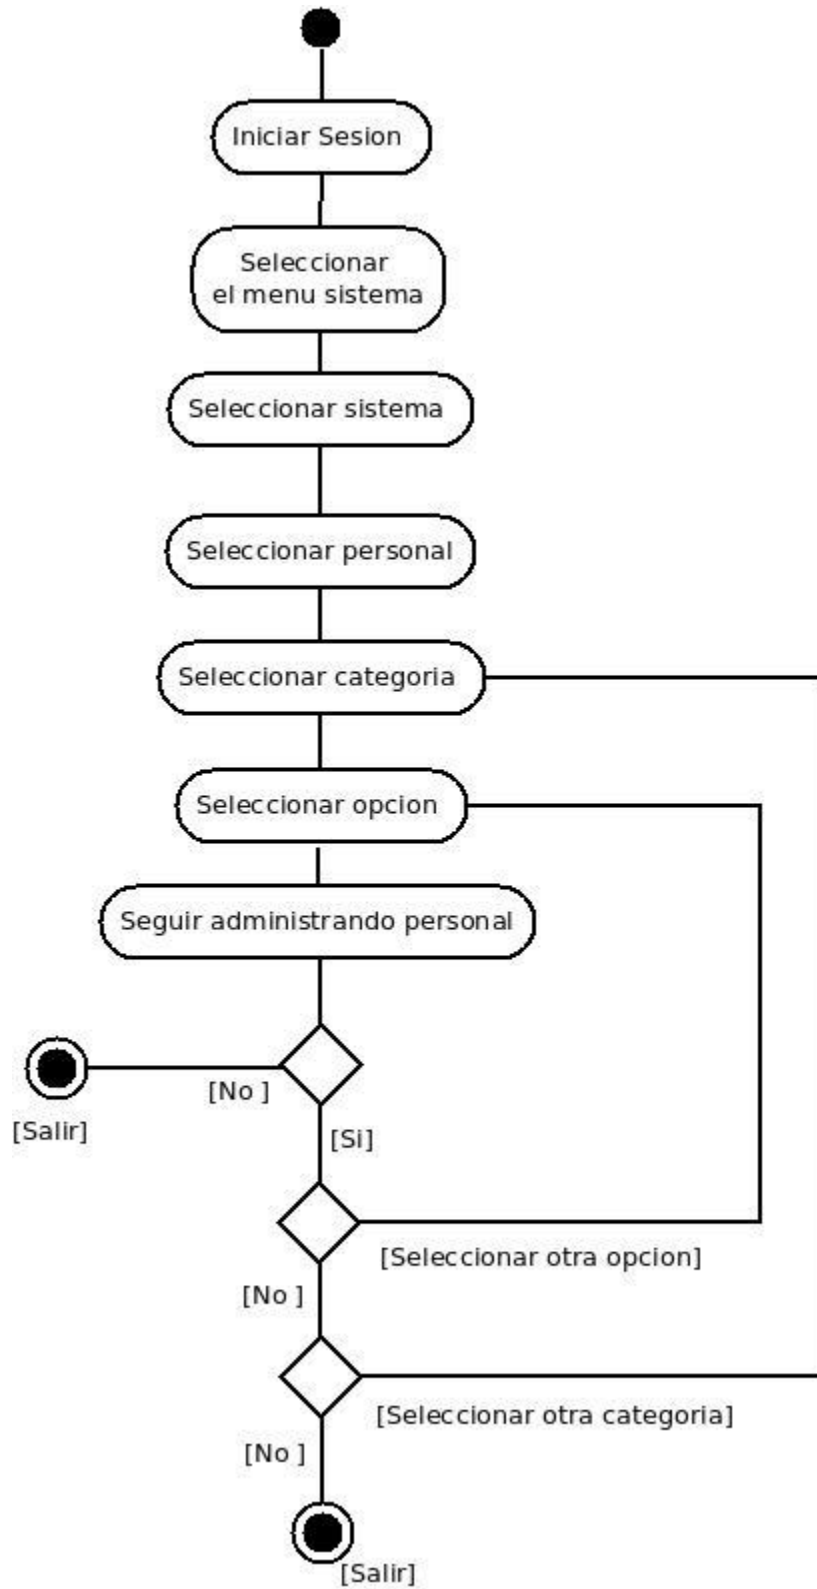 Iniciar Sesion
Seleccionar
el menu sistema
Seleccionar sistema
Seleccionar personal
Seleccionar categoria
Seleccionar opcion
Seguir administrando personal
[No ]
[Salir]
[Si]
[Seleccionar otra opcion]
[No ]
[Seleccionar otra categoria]
[No ]
[Salir]